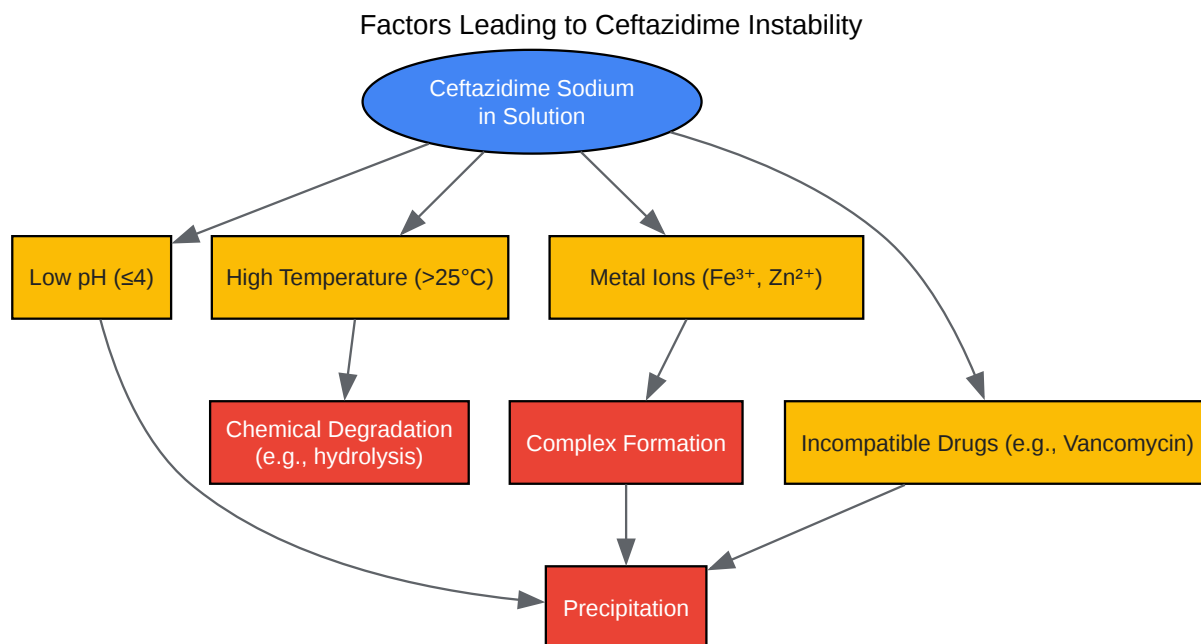 Factors Leading to Ceftazidime Instability
Ceftazidime Sodium
in Solution
Low pH (≤4)
High Temperature (>25°C)
Metal Ions (Fe³⁺, Zn²⁺)
Chemical Degradation
(e.g., hydrolysis)
Complex Formation
Incompatible Drugs (e.g., Vancomycin)
Precipitation